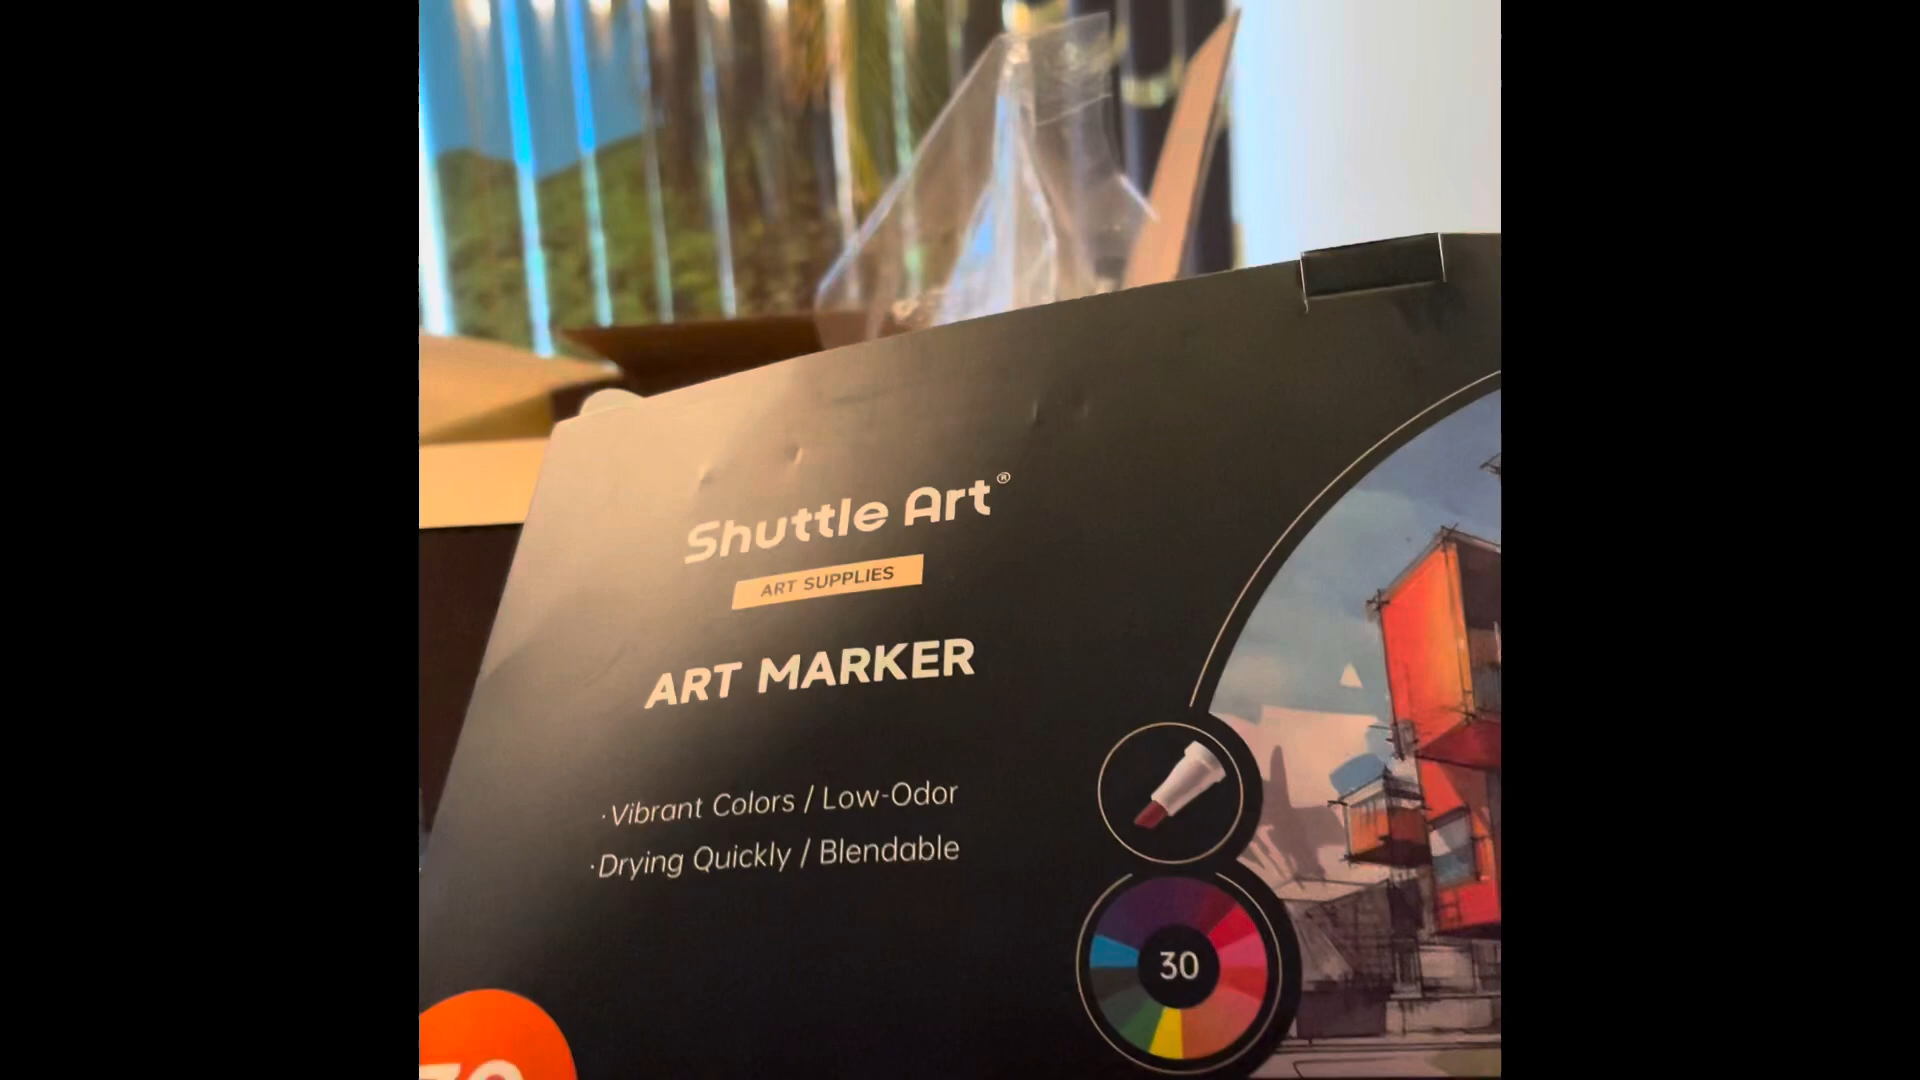 Shuttle Art®
ART SUPPLIES
ART MARKER
·Vibrant Colors / Low-Odor
·Drying Quickly / Blendable
30